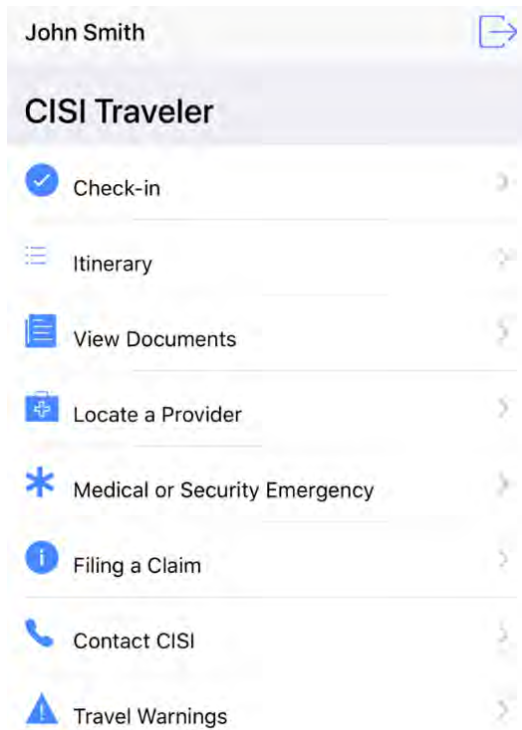 John Smith
CISI Traveler
Check-in
Itinerary
View Documents
Locate a Provider
Medical or Security Emergency
Filing a Claim
Contact CISI
Travel Warnings